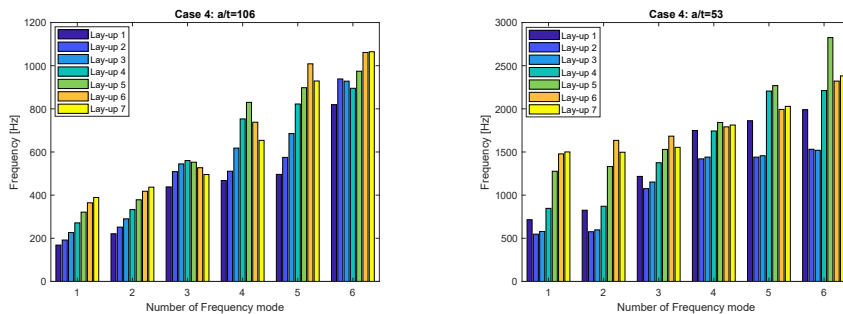 Case 4: a/t=106
1200
1000
800
600
400
200
0
Frequency [Hz]
Lay-up 1
Lay-up 2
Lay-up 3
Lay-up 4
Lay-up 5
Lay-up 6
Lay-up 7
1 2 3 4 5 6
Number of Frequency mode
Case 4: a/t=53
3000
2500
2000
1500
1000
500
0
Frequency [Hz]
Lay-up 1
Lay-up 2
Lay-up 3
Lay-up 4
Lay-up 5
Lay-up 6
Lay-up 7
1 2 3 4 5 6
Number of Frequency mode